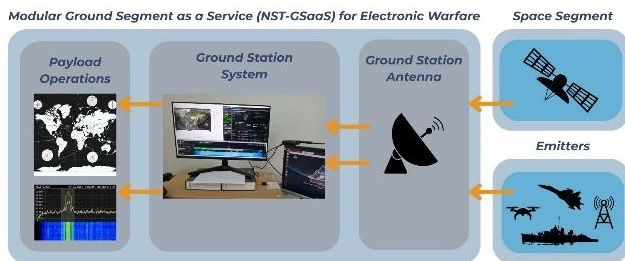 Modular Ground Segment as a Service (NST-GSaaS) for Electronic Warfare
Space Segment
Payload
Operations
Ground Station
System
Ground Station
Antenna
Emitters